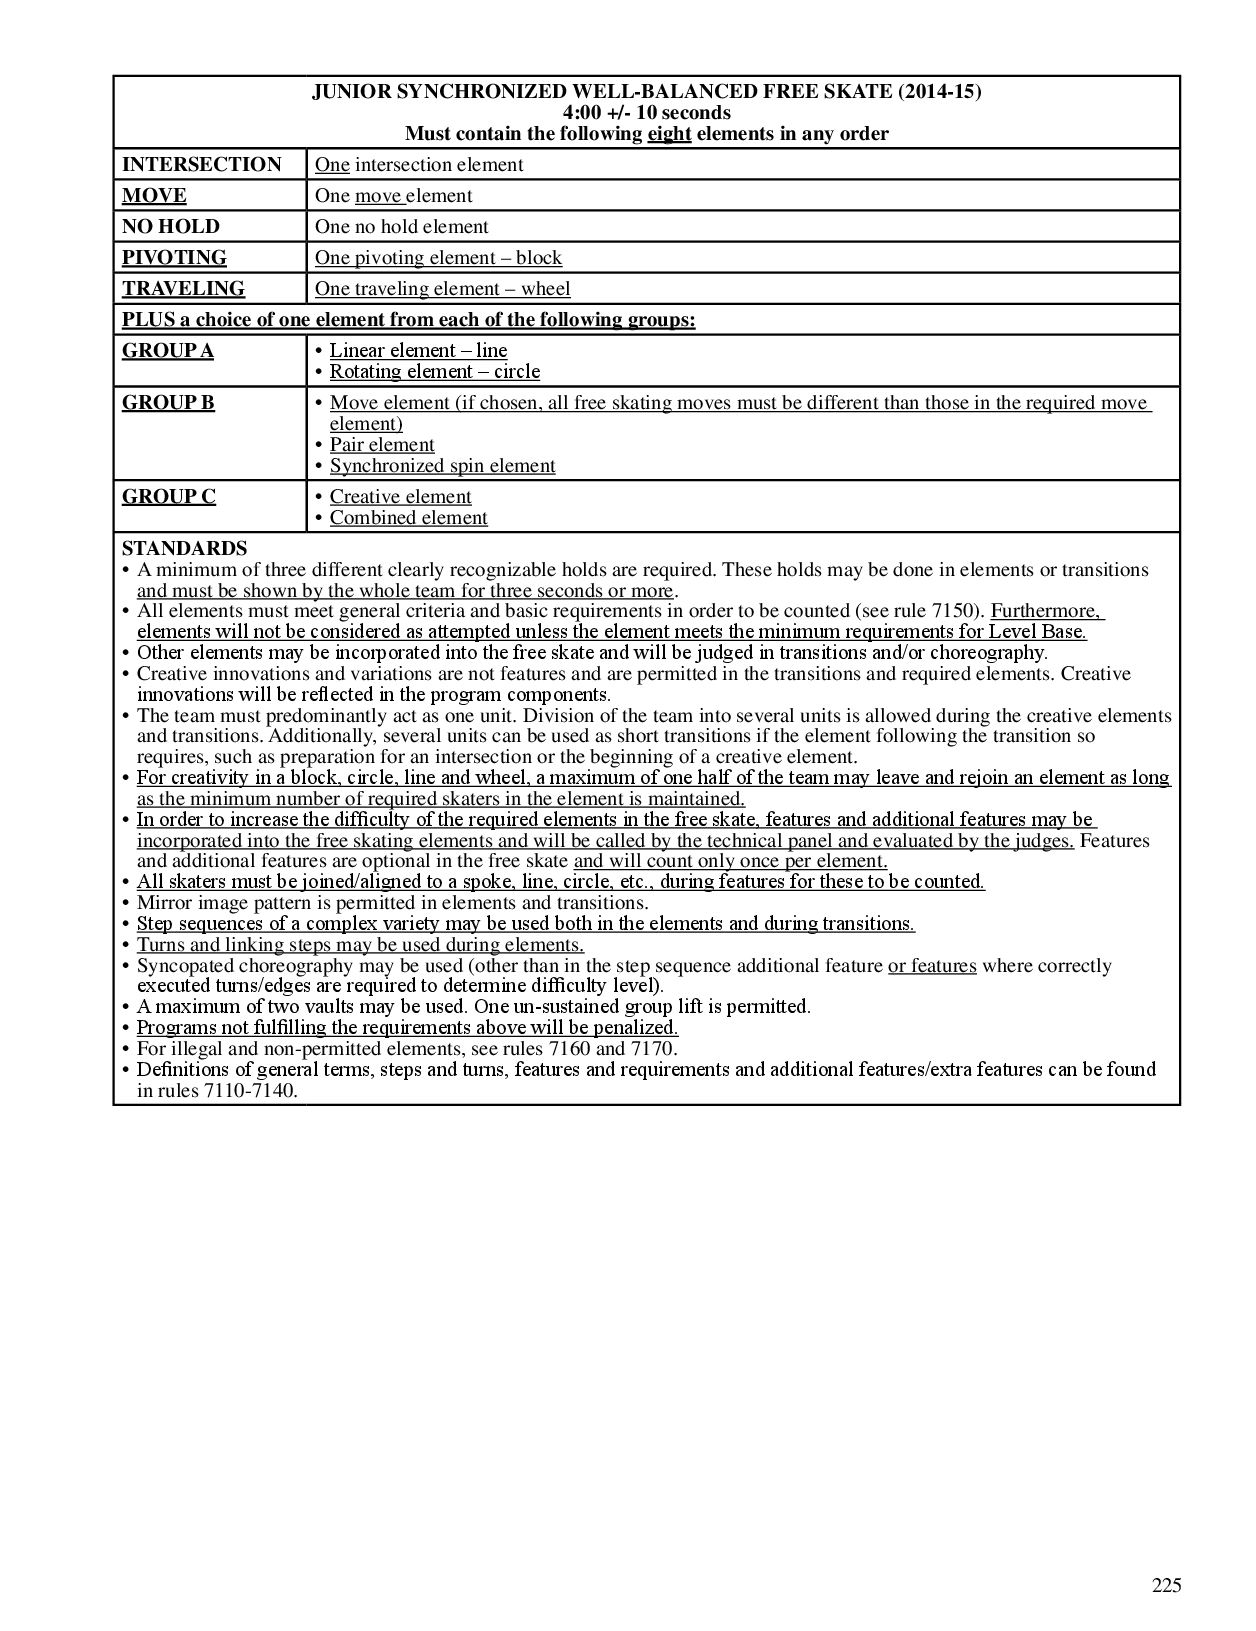 JUNIOR SYNCHRONIZED WELL-BALANCED FREE SKATE (2014-15)
4:00 +/- 10 seconds
Must contain the following eight elements in any order
INTERSECTION One intersection element
MOVE One move element
NO HOLD One no hold element
PIVOTING One pivoting element – block
TRAVELING One traveling element – wheel
PLUS a choice of one element from each of the following groups:
GROUP A • Linear element – line
• Rotating element – circle
GROUP B • Move element (if chosen, all free skating moves must be different than those in the required move
element)
• Pair element
• Synchronized spin element
GROUP C • Creative element
• Combined element
STANDARDS
• A minimum of three different clearly recognizable holds are required. These holds may be done in elements or transitions
and must be shown by the whole team for three seconds or more.
• All elements must meet general criteria and basic requirements in order to be counted (see rule 7150). Furthermore,
elements will not be considered as attempted unless the element meets the minimum requirements for Level Base.
• Other elements may be incorporated into the free skate and will be judged in transitions and/or choreography.
• Creative innovations and variations are not features and are permitted in the transitions and required elements. Creative
innovations will be reflected in the program components.
• The team must predominantly act as one unit. Division of the team into several units is allowed during the creative elements
and transitions. Additionally, several units can be used as short transitions if the element following the transition so
requires, such as preparation for an intersection or the beginning of a creative element.
• For creativity in a block, circle, line and wheel, a maximum of one half of the team may leave and rejoin an element as long
as the minimum number of required skaters in the element is maintained.
• In order to increase the difficulty of the required elements in the free skate, features and additional features may be
incorporated into the free skating elements and will be called by the technical panel and evaluated by the judges. Features
and additional features are optional in the free skate and will count only once per element.
• All skaters must be joined/aligned to a spoke, line, circle, etc., during features for these to be counted.
• Mirror image pattern is permitted in elements and transitions.
• Step sequences of a complex variety may be used both in the elements and during transitions.
• Turns and linking steps may be used during elements.
• Syncopated choreography may be used (other than in the step sequence additional feature or features where correctly
executed turns/edges are required to determine difficulty level).
• A maximum of two vaults may be used. One un-sustained group lift is permitted.
• Programs not fulfilling the requirements above will be penalized.
• For illegal and non-permitted elements, see rules 7160 and 7170.
• Definitions of general terms, steps and turns, features and requirements and additional features/extra features can be found
in rules 7110-7140.
225